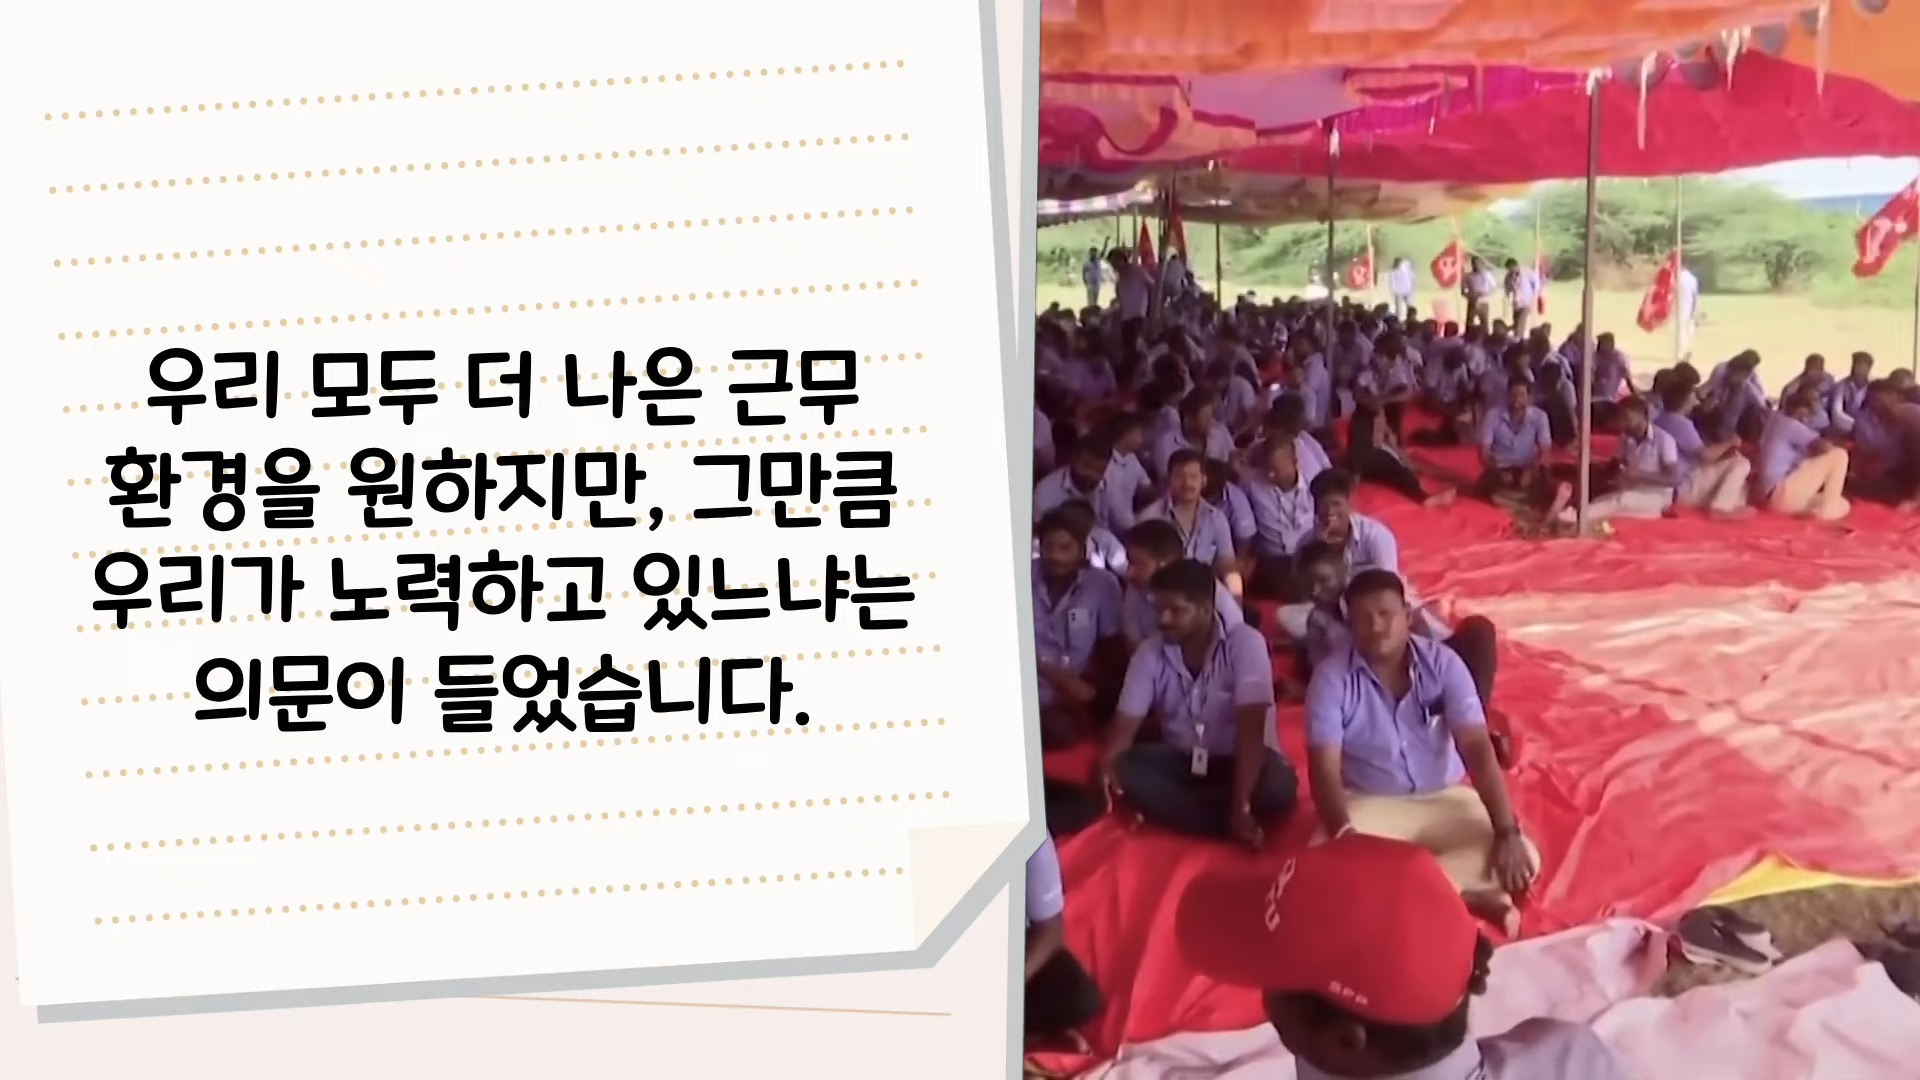 우리 모두 더 나은 근무
환경을 원하지만, 그만큼
우리가 노력하고 있느냐는
의문이 들었습니다.
SPR